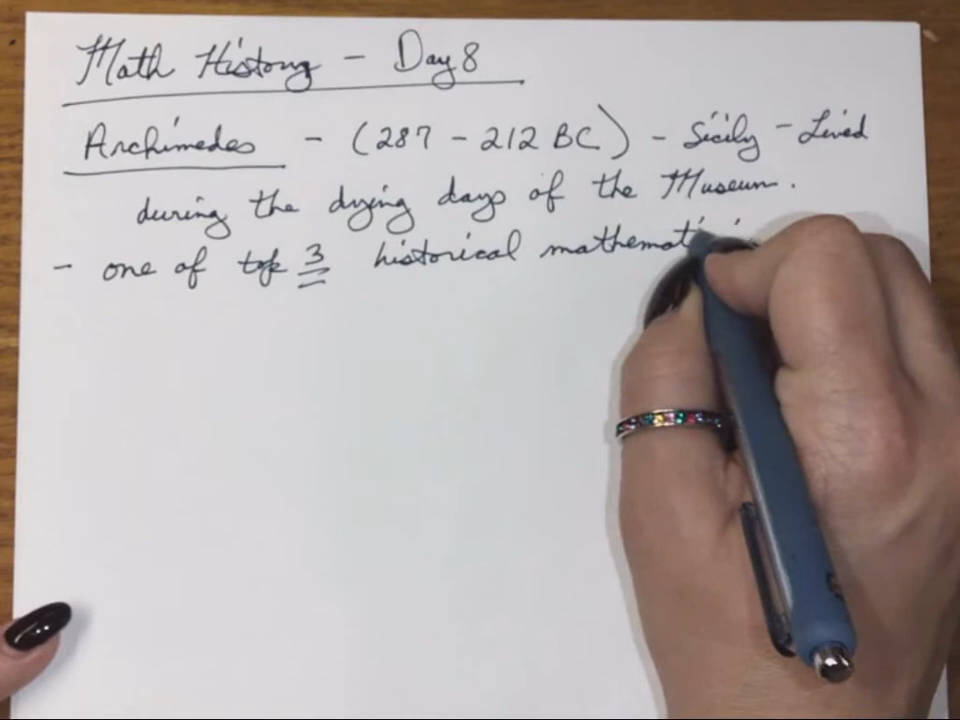 Math History - Day 8
Archimedes - (287 - 212 BC) - Sicily - Lived
during the dying days of the Museum.
- one of top 3 historical mathemati